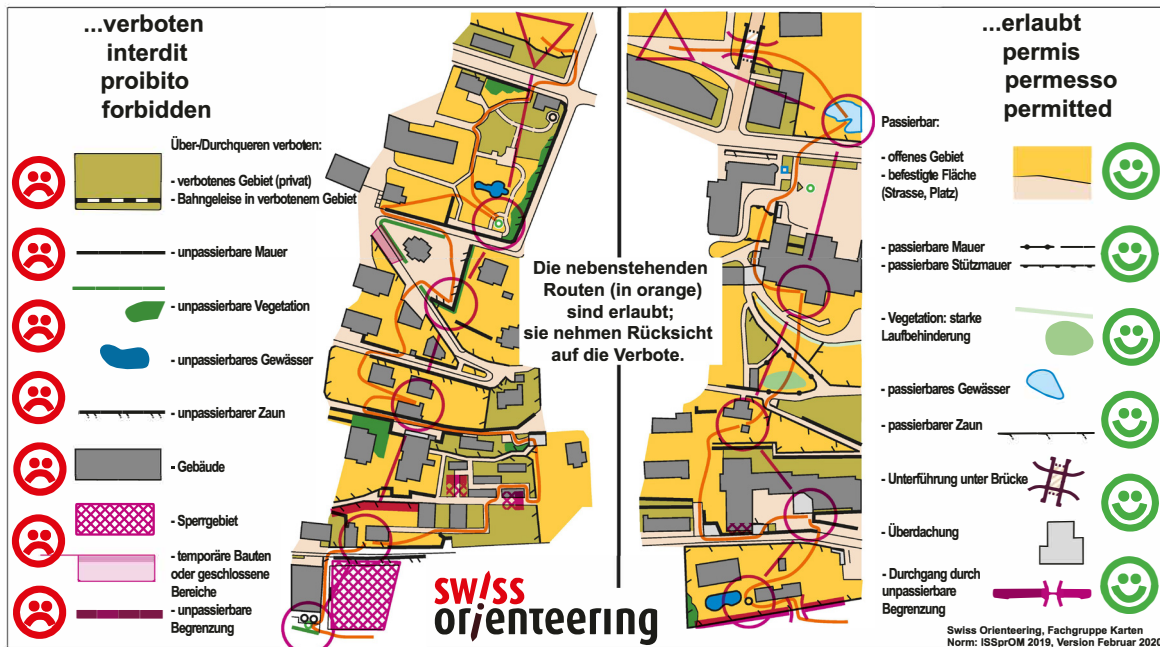 ...verboten
interdit
proibito
forbidden
Über-/Durchqueren verboten:
- verbotenes Gebiet (privat)
- Bahngeleise in verbotenem Gebiet
- unpassierbare Mauer
- unpassierbare Vegetation
- unpassierbares Gewässer
- unpassierbarer Zaun
- Gebäude
- Sperrgebiet
- temporäre Bauten
oder geschlossene
Bereiche
- unpassierbare
Begrenzung
Die nebenstehenden
Routen (in orange)
sind erlaubt;
sie nehmen Rücksicht
auf die Verbote.
swiss
orienteering
...erlaubt
permis
permesso
permitted
Passierbar:
- offenes Gebiet
- befestigte Fläche
(Strasse, Platz)
- passierbare Mauer
- passierbare Stützmauer
- Vegetation: starke
Laufbehinderung
- passierbares Gewässer
- passierbarer Zaun
- Unterführung unter Brücke
- Überdachung
- Durchgang durch
unpassierbare
Begrenzung
Swiss Orienteering, Fachgruppe Karten
Norm: ISSprOM 2019, Version Februar 2020